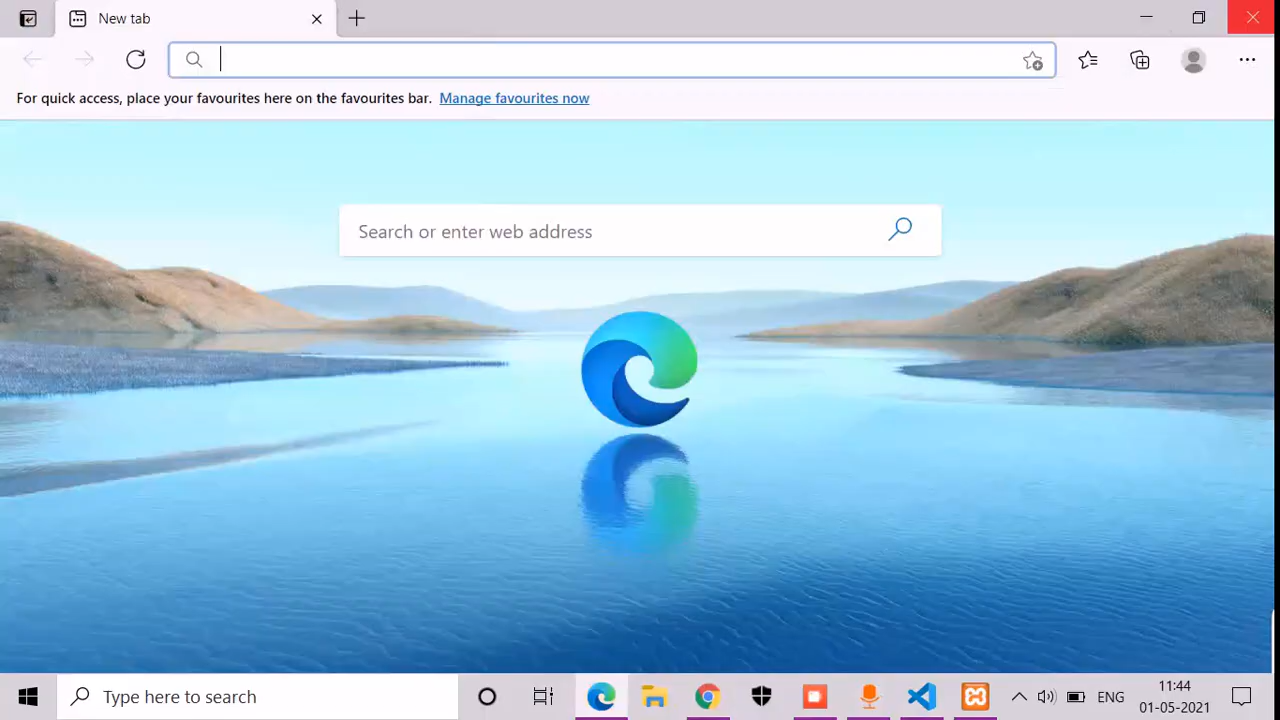 New tab
For quick access, place your favourites here on the favourites bar. Manage favourites now
Search or enter web address
Type here to search
ENG
11:44
01-05-2021